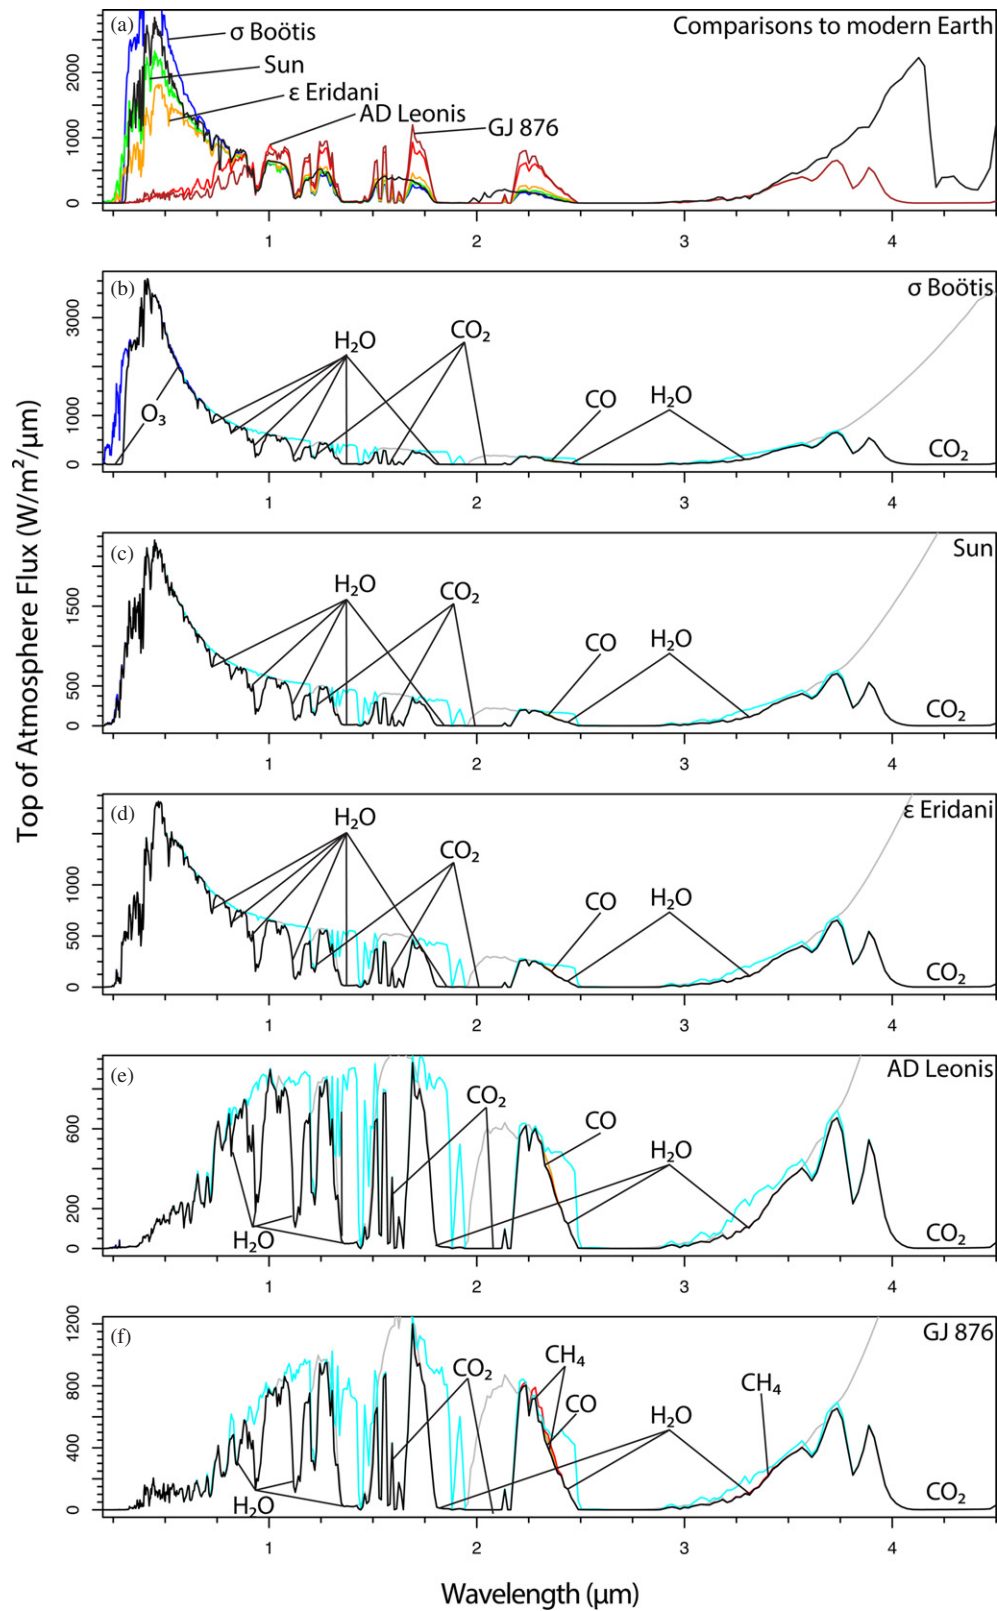 Top of Atmosphere Flux (W/m²/μm)
(a)
Comparisons to modern Earth
σ Boötis
Sun
ε Eridani
AD Leonis
GJ 876
2000
1000
0
1 2 3 4
(b)
σ Boötis
3000
1000
0
O₃
H₂O
CO₂
CO
H₂O
CO₂
1 2 3 4
(c)
Sun
1500
500
0
H₂O
CO₂
CO
H₂O
CO₂
1 2 3 4
(d)
ε Eridani
1000
500
0
H₂O
CO₂
CO
H₂O
CO₂
1 2 3 4
(e)
AD Leonis
600
200
0
H₂O
CO₂
CO
H₂O
CO₂
1 2 3 4
(f)
GJ 876
1200
800
400
0
H₂O
CO₂
CH₄
CO
H₂O
CH₄
CO₂
1 2 3 4
Wavelength (μm)